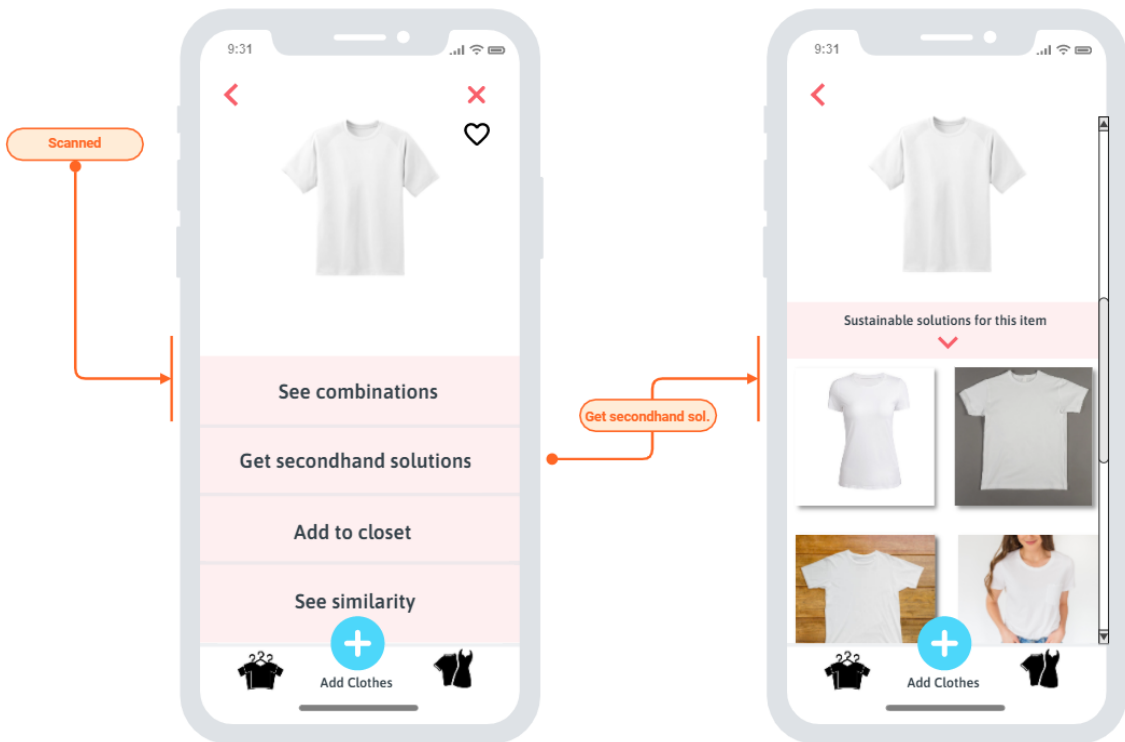 9:31
Scanned
See combinations
Get secondhand solutions
Add to closet
See similarity
Add Clothes
Get secondhand sol.
9:31
Sustainable solutions for this item
Add Clothes